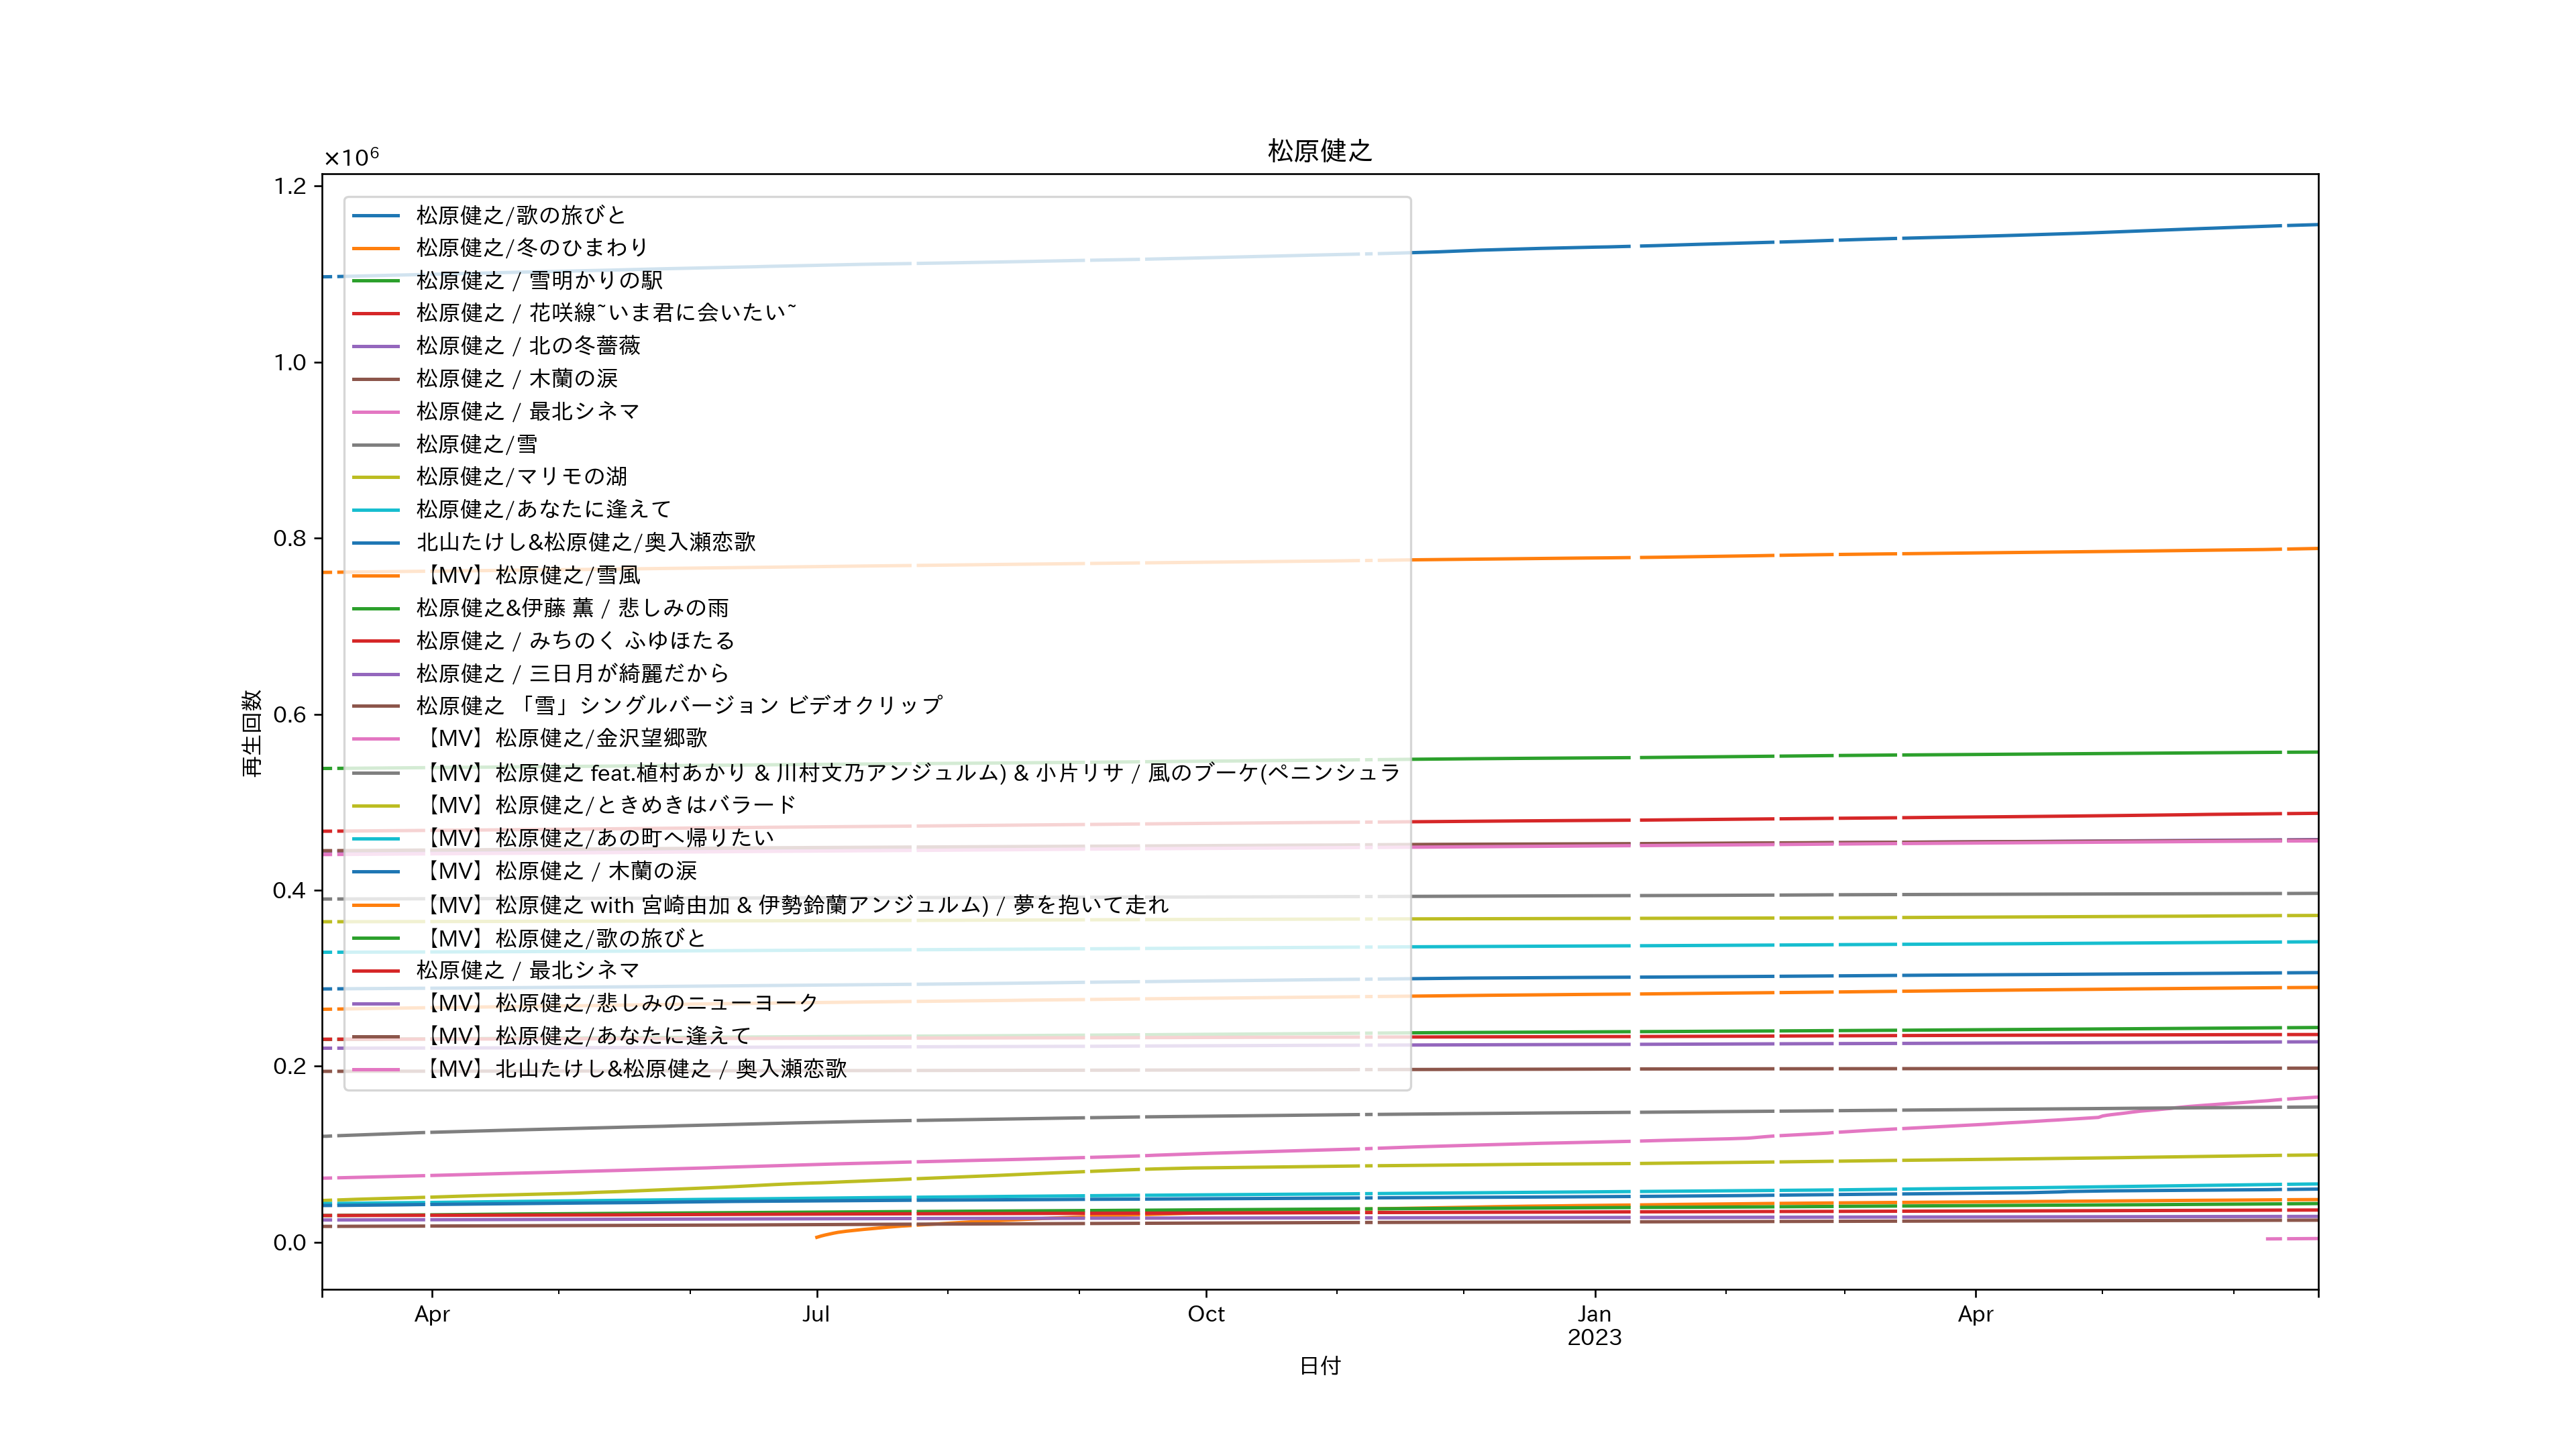 松原健之
×10⁶
1.2
1.0
0.8
0.6
0.4
0.2
0.0
再生回数
松原健之/歌の旅びと
松原健之/冬のひまわり
松原健之 / 雪明かりの駅
松原健之 / 花咲線~いま君に会いたい~
松原健之 / 北の冬薔薇
松原健之 / 木蘭の涙
松原健之 / 最北シネマ
松原健之/雪
松原健之/マリモの湖
松原健之/あなたに逢えて
北山たけし&松原健之/奥入瀬恋歌
【MV】松原健之/雪風
松原健之&伊藤 薫 / 悲しみの雨
松原健之 / みちのく ふゆほたる
松原健之 / 三日月が綺麗だから
松原健之 「雪」シングルバージョン ビデオクリップ
【MV】松原健之/金沢望郷歌
【MV】松原健之 feat.植村あかり & 川村文乃アンジュルム) & 小片リサ / 風のブーケ(ペニンシュラ
【MV】松原健之/ときめきはバラード
【MV】松原健之/あの町へ帰りたい
【MV】松原健之 / 木蘭の涙
【MV】松原健之 with 宮崎由加 & 伊勢鈴蘭アンジュルム) / 夢を抱いて走れ
【MV】松原健之/歌の旅びと
松原健之 / 最北シネマ
【MV】松原健之/悲しみのニューヨーク
【MV】松原健之/あなたに逢えて
【MV】北山たけし&松原健之 / 奥入瀬恋歌
Apr Jul Oct Jan Apr
2023
日付